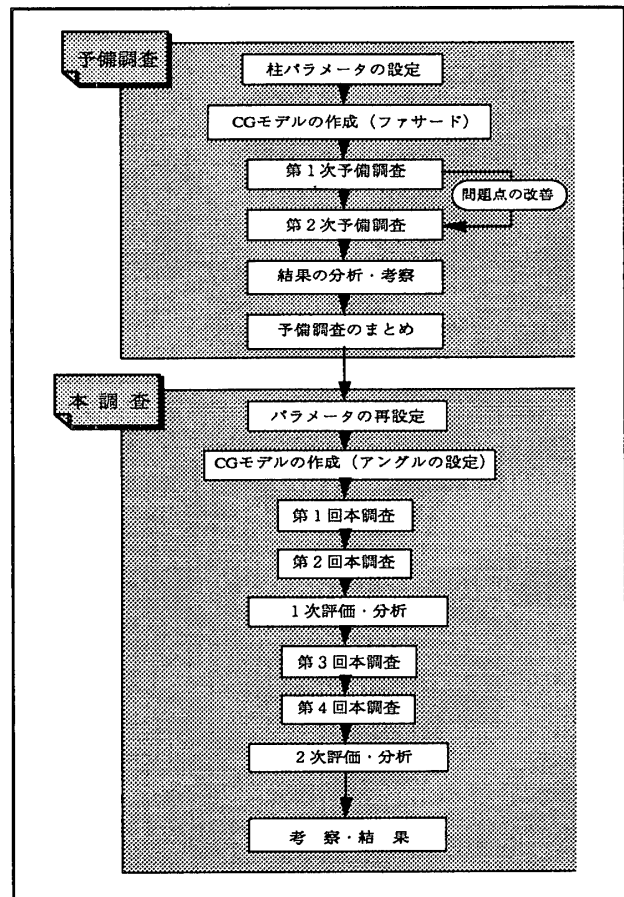 予備調査
柱パラメータの設定
CGモデルの作成（ファサード）
第1次予備調査
問題点の改善
第2次予備調査
結果の分析・考察
予備調査のまとめ
本調査
パラメータの再設定
CGモデルの作成（アングルの設定）
第1回本調査
第2回本調査
1次評価・分析
第3回本調査
第4回本調査
2次評価・分析
考察・結果